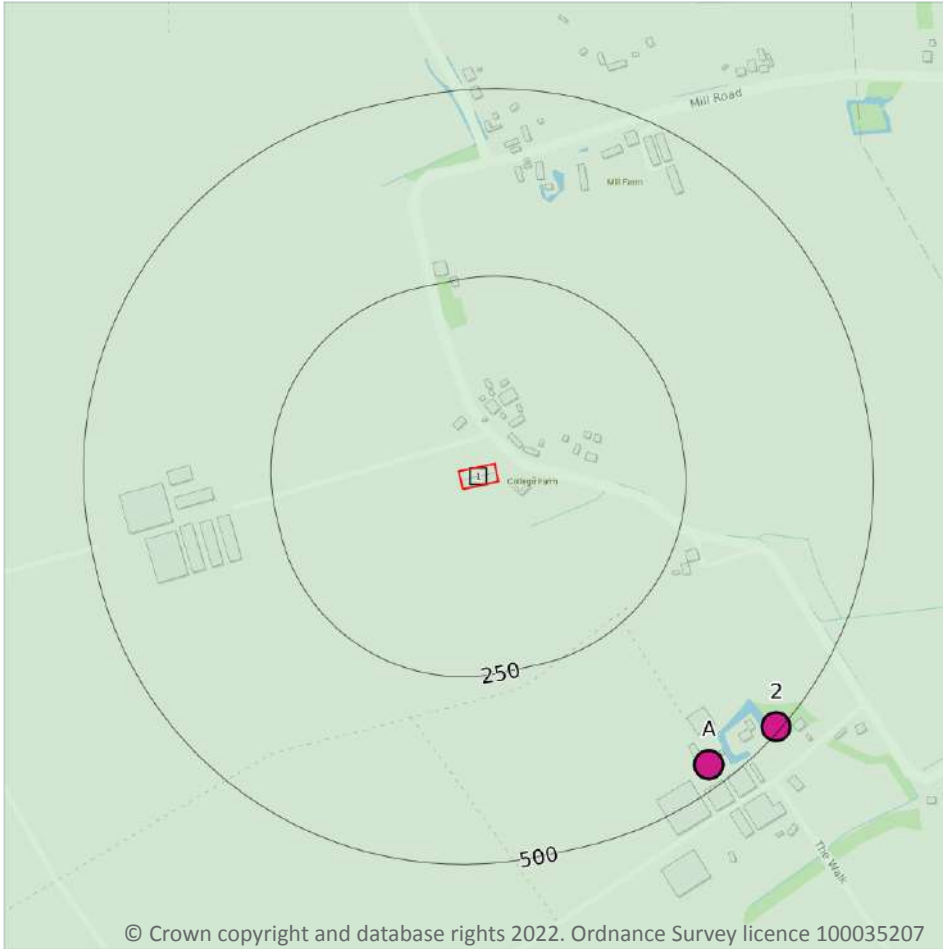 Mill Road
Mill Farm
1
College Farm
250
2
A
500
The Walk
© Crown copyright and database rights 2022. Ordnance Survey licence 100035207